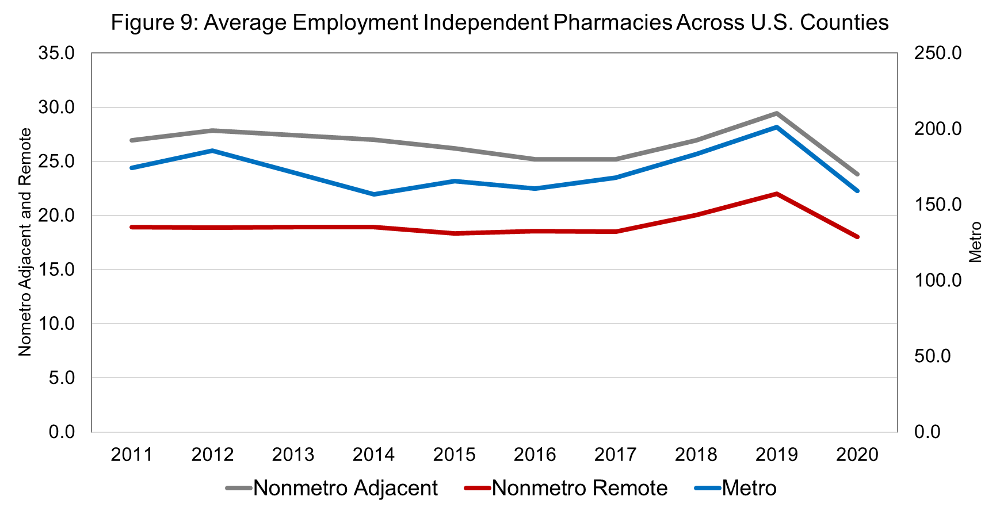 Figure 9: Average Employment Independent Pharmacies Across U.S. Counties
Nometro Adjacent and Remote
35.0
30.0
25.0
20.0
15.0
10.0
5.0
0.0
250.0
200.0
150.0
100.0
50.0
0.0
Metro
2011 2012 2013 2014 2015 2016 2017 2018 2019 2020
Nonmetro Adjacent Nonmetro Remote Metro